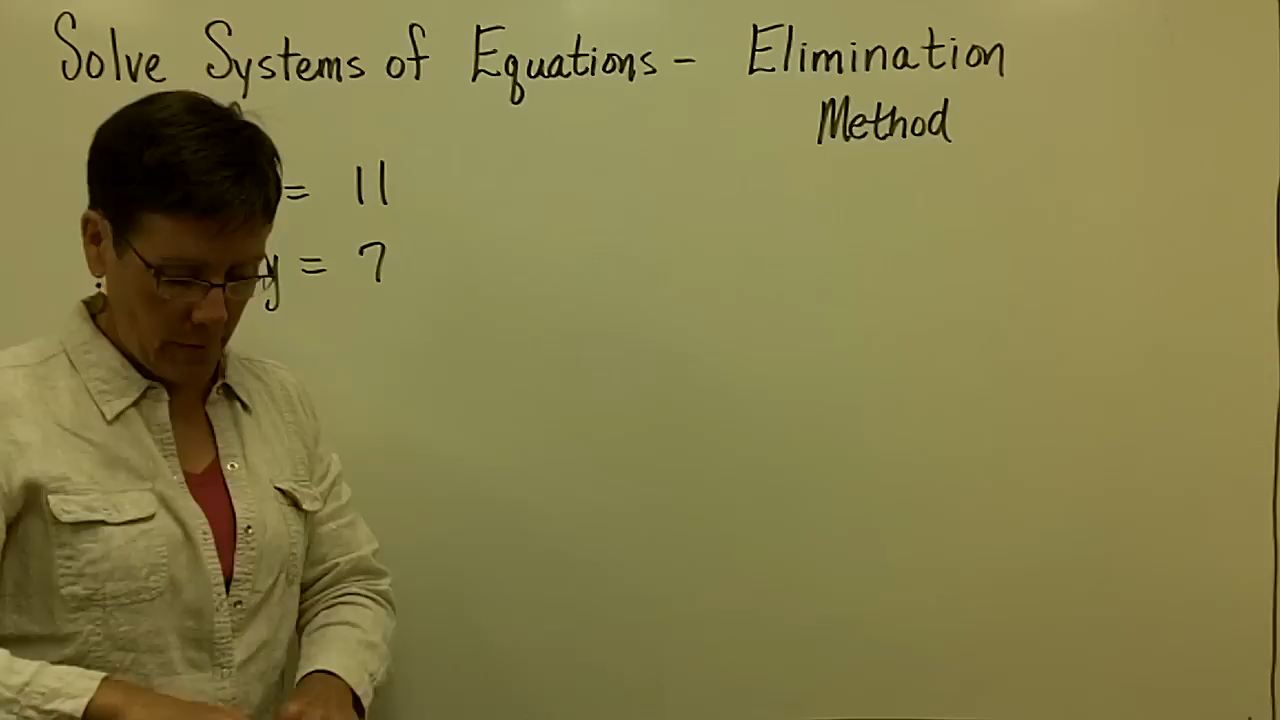 Solve Systems of Equations - Elimination
Method
= 11
y = 7